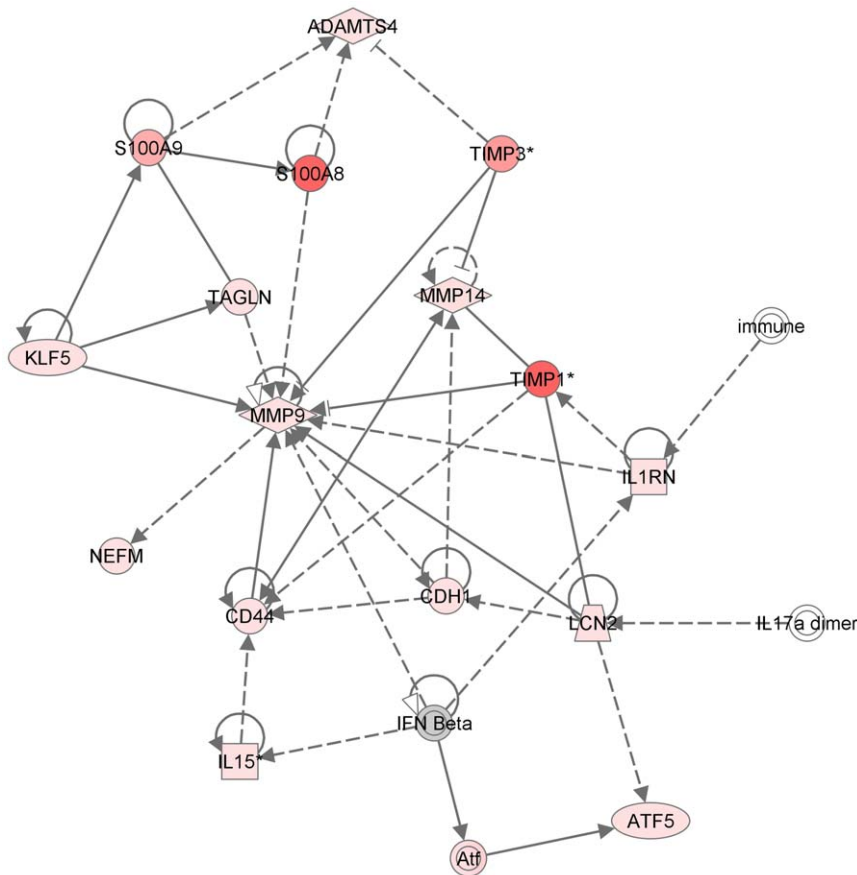 ADAMTS4
S100A9
TIMP3*
S100A8
TAGLN
MMP14
immune
KLF5
TIMP1*
MMP9
IL1RN
NEFM
CD44
CDH1
LCN2
IL17a dimer
IFN Beta
IL15*
ATF5
Atf